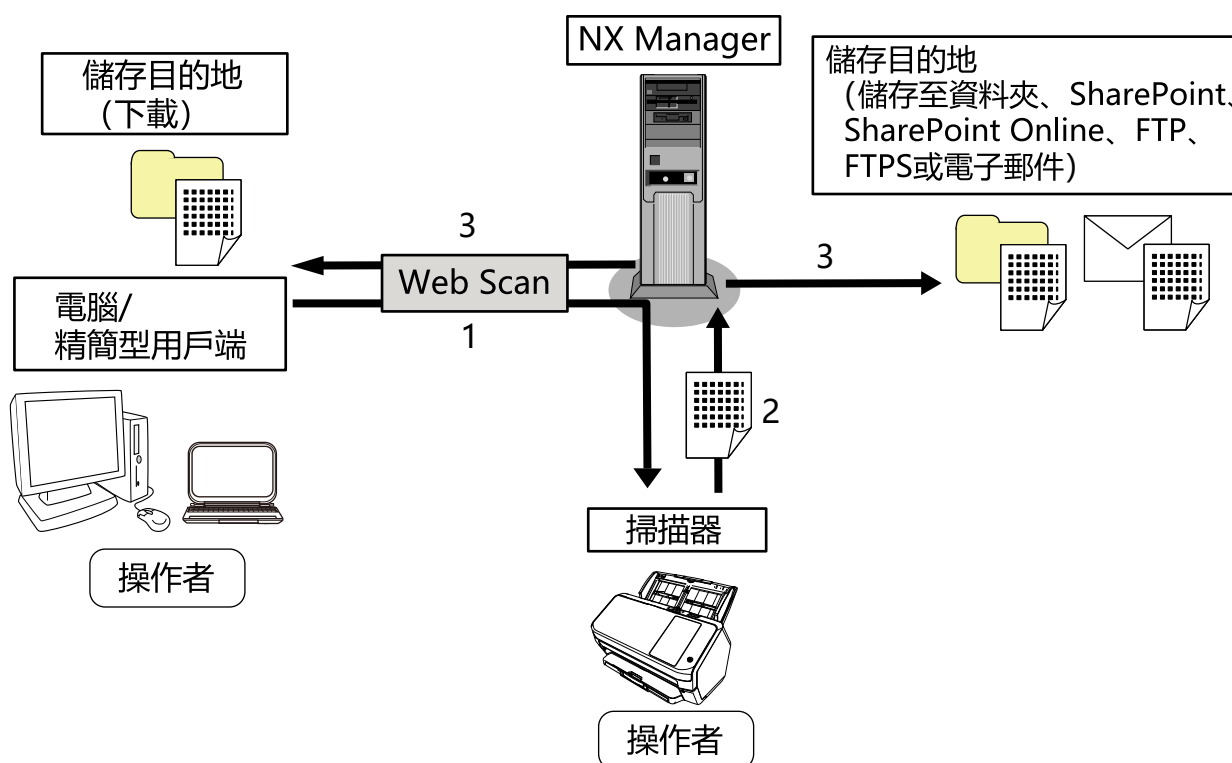 NX Manager
儲存目的地
（下載）
儲存目的地
（儲存至資料夾、SharePoint、
SharePoint Online、FTP、
FTPS或電子郵件）
3
Web Scan
1
3
電腦/
精簡型用戶端
2
掃描器
操作者
操作者